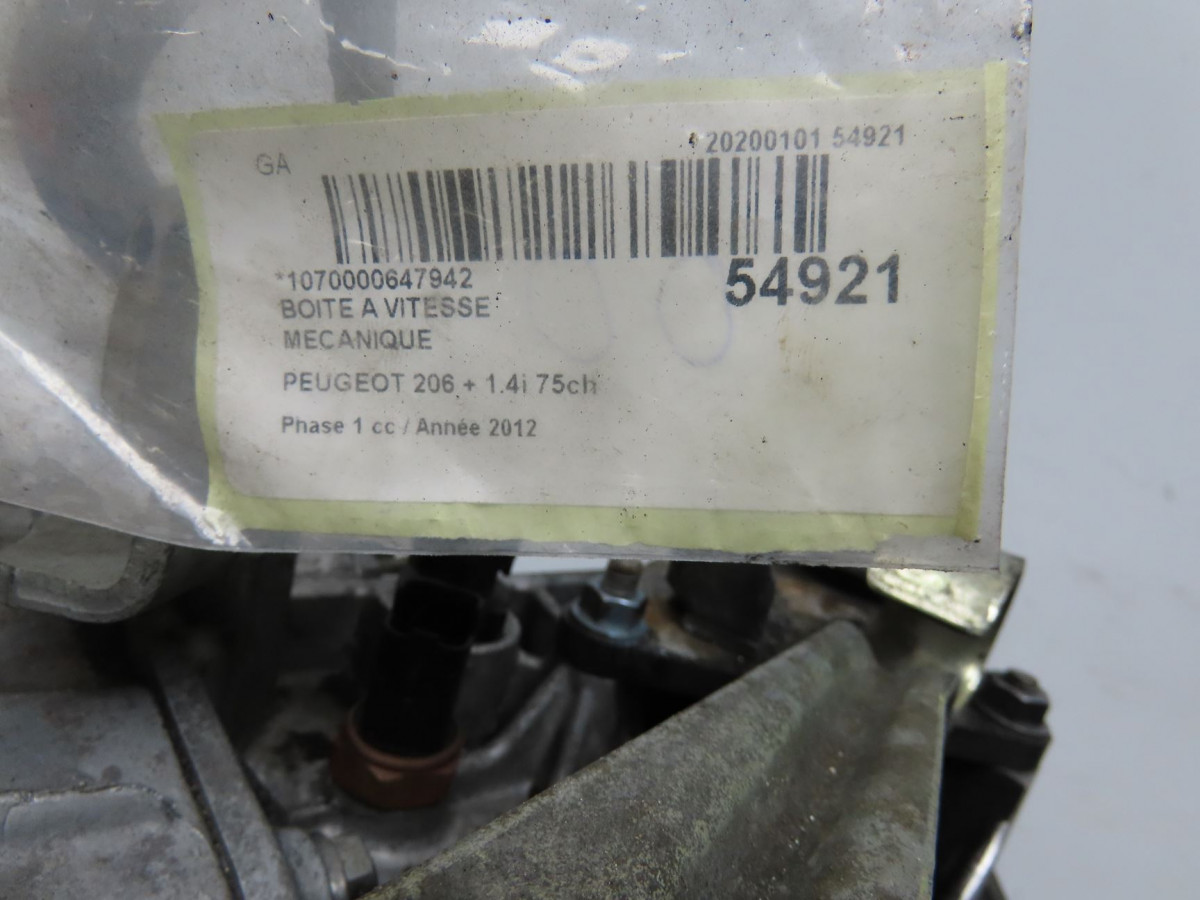 GA
20200101 54921
*1070000647942
54921
BOITE A VITESSE
MECANIQUE
PEUGEOT 206 + 1.4i 75ch
Phase 1 cc / Année 2012